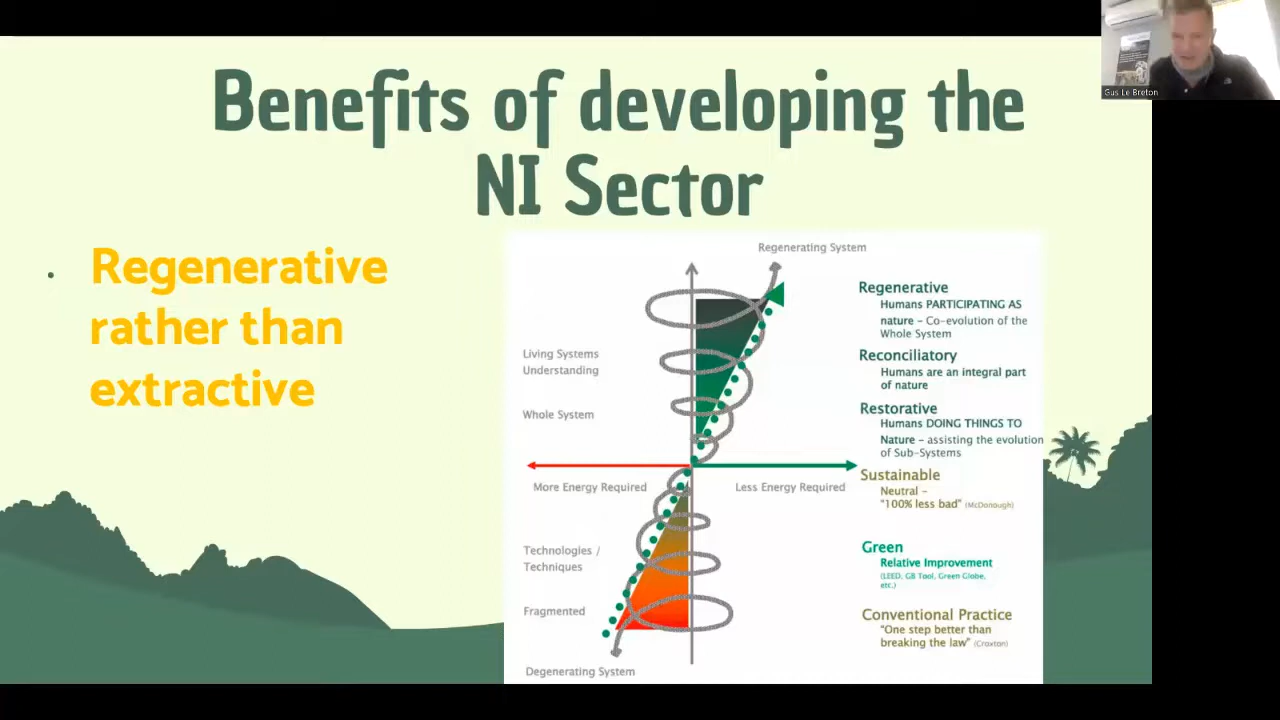 Gus Le Breton
Benefits of developing the
NI Sector
• Regenerative
rather than
extractive
Regenerating System
Living Systems
Understanding
Whole System
More Energy Required
Less Energy Required
Technologies /
Techniques
Fragmented
Degenerating System
Regenerative
Humans PARTICIPATING AS
nature – Co-evolution of the
Whole System
Reconciliatory
Humans are an integral part
of nature
Restorative
Humans DOING THINGS TO
Nature – assisting the evolution
of Sub-Systems
Sustainable
Neutral –
"100% less bad" (McDonough)
Green
Relative Improvement
(LEED, GB Tool, Green Globe,
etc.)
Conventional Practice
"One step better than
breaking the law" (Croxton)